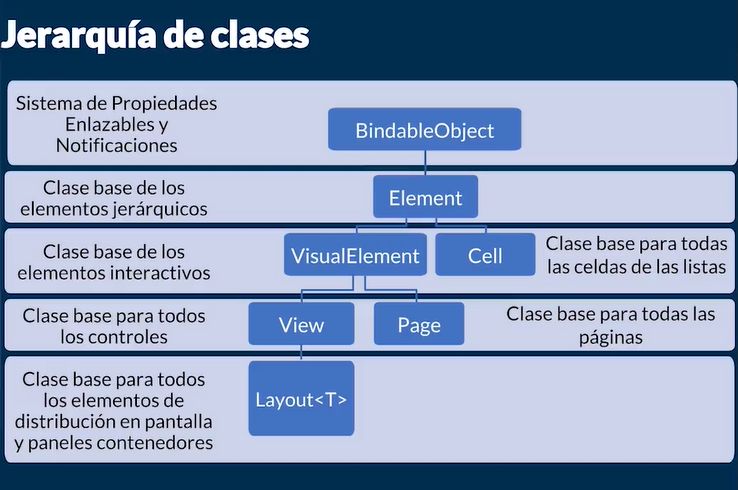 Jerarquía de clases
Sistema de Propiedades
Enlazables y
Notificaciones
BindableObject
Clase base de los
elementos jerárquicos
Element
Clase base de los
elementos interactivos
VisualElement
Cell
Clase base para todas
las celdas de las listas
Clase base para todos
los controles
View
Page
Clase base para todas las
páginas
Clase base para todos
los elementos de
distribución en pantalla
y paneles contenedores
Layout<T>